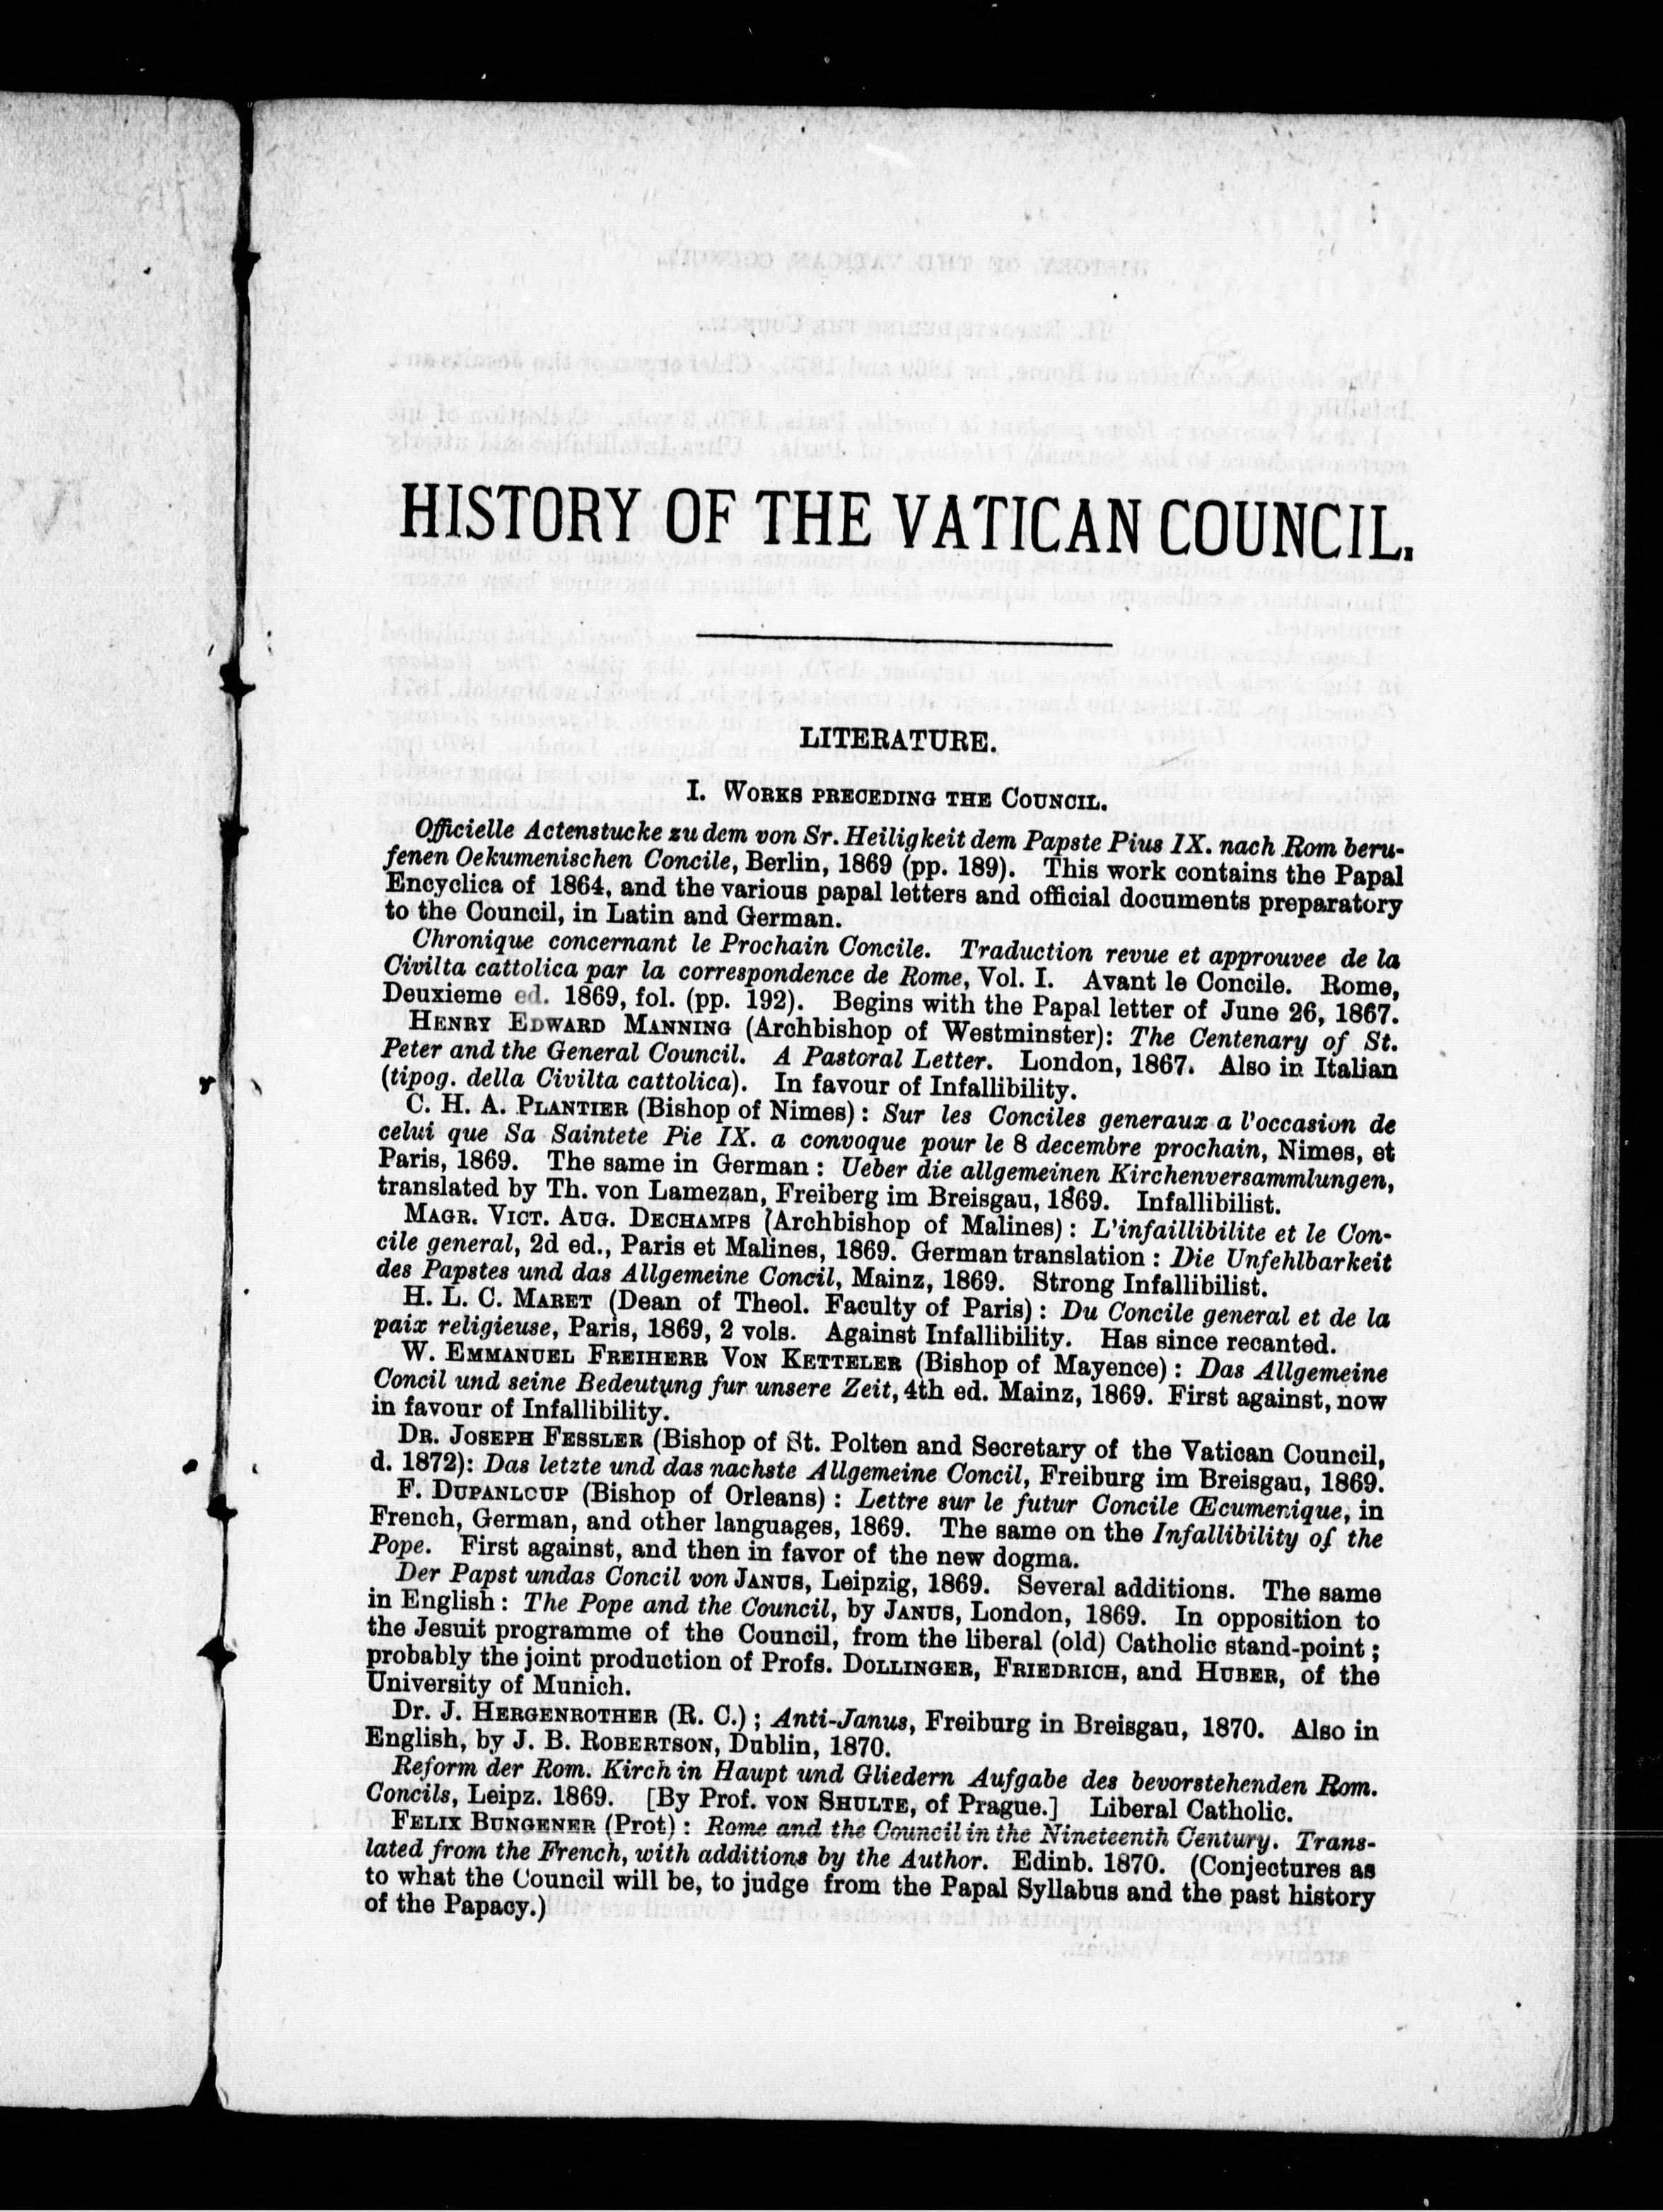 HISTORY OF THE VATICAN COUNCIL.
LITERATURE.
I. WORKS PRECEDING THE COUNCIL.
Officielle Actenstucke zu dem von Sr. Heiligkeit dem Papste Pius IX. nach Rom beru-
fenen Oekumenischen Concile, Berlin, 1869 (pp. 189). This work contains the Papal
Encyclica of 1864, and the various papal letters and official documents preparatory
to the Council, in Latin and German.
Chronique concernant le Prochain Concile. Traduction revue et approuvee de la
Civilta cattolica par la correspondence de Rome, Vol. I. Avant le Concile. Rome,
Deuxieme ed. 1869, fol. (pp. 192). Begins with the Papal letter of June 26, 1867.
HENRY EDWARD MANNING (Archbishop of Westminster): The Centenary of St.
Peter and the General Council. A Pastoral Letter. London, 1867. Also in Italian
(tipog. della Civilta cattolica). In favour of Infallibility.
C. H. A. PLANTIER (Bishop of Nimes): Sur les Conciles generaux a l'occasion de
celui que Sa Saintete Pie IX. a convoque pour le 8 decembre prochain, Nimes, et
Paris, 1869. The same in German: Ueber die allgemeinen Kirchenversammlungen,
translated by Th. von Lamezan, Freiberg im Breisgau, 1869. Infallibilist.
MAGR. VICT. AUG. DECHAMPS (Archbishop of Malines): L'infaillibilite et le Con-
cile general, 2d ed., Paris et Malines, 1869. German translation: Die Unfehlbarkeit
des Papstes und das Allgemeine Concil, Mainz, 1869. Strong Infallibilist.
H. L. C. MARET (Dean of Theol. Faculty of Paris): Du Concile general et de la
paix religieuse, Paris, 1869, 2 vols. Against Infallibility. Has since recanted.
W. EMMANUEL FREIHERR VON KETTELER (Bishop of Mayence): Das Allgemeine
Concil und seine Bedeutung fur unsere Zeit, 4th ed. Mainz, 1869. First against, now
in favour of Infallibility.
DR. JOSEPH FESSLER (Bishop of St. Polten and Secretary of the Vatican Council,
d. 1872): Das letzte und das nachste Allgemeine Concil, Freiburg im Breisgau, 1869.
F. DUPANLOUP (Bishop of Orleans): Lettre sur le futur Concile Œcumenique, in
French, German, and other languages, 1869. The same on the Infallibility of the
Pope. First against, and then in favor of the new dogma.
Der Papst undas Concil von JANUS, Leipzig, 1869. Several additions. The same
in English: The Pope and the Council, by JANUS, London, 1869. In opposition to
the Jesuit programme of the Council, from the liberal (old) Catholic stand-point;
probably the joint production of Profs. DOLLINGER, FRIEDRICH, and HUBER, of the
University of Munich.
Dr. J. HERGENROTHER (R. C.); Anti-Janus, Freiburg in Breisgau, 1870. Also in
English, by J. B. ROBERTSON, Dublin, 1870.
Reform der Rom. Kirch in Haupt und Gliedern Aufgabe des bevorstehenden Rom.
Concils, Leipz. 1869. [By Prof. VON SHULTE, of Prague.] Liberal Catholic.
FELIX BUNGENER (Prot): Rome and the Council in the Nineteenth Century. Trans-
lated from the French, with additions by the Author. Edinb. 1870. (Conjectures as
to what the Council will be, to judge from the Papal Syllabus and the past history
of the Papacy.)